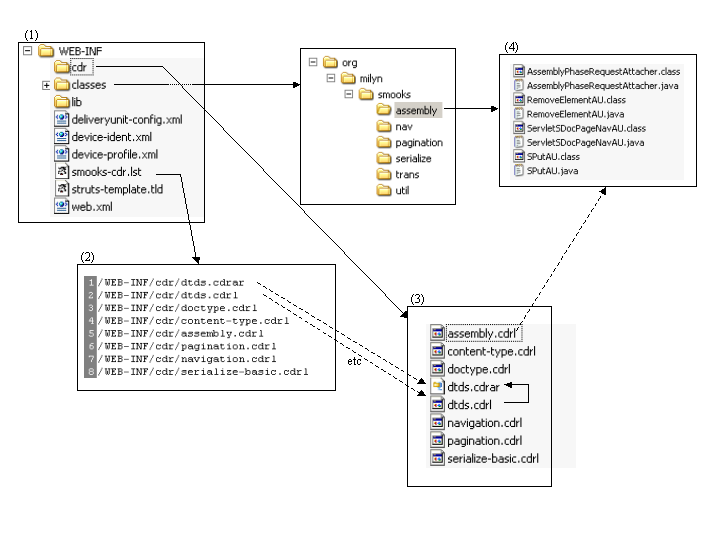 (1)
WEB-INF
cdr
classes
lib
deliveryunit-config.xml
device-ident.xml
device-profile.xml
smooks-cdr.lst
struts-template.tld
web.xml
org
milyn
smooks
assembly
nav
pagination
serialize
trans
util
(4)
AssemblyPhaseRequestAttacher.class
AssemblyPhaseRequestAttacher.java
RemoveElementAU.class
RemoveElementAU.java
ServletSDocPageNavAU.class
ServletSDocPageNavAU.java
SPutAU.class
SPutAU.java
(2)
1 /WEB-INF/cdr/dtds.cdrar
2 /WEB-INF/cdr/dtds.cdrl
3 /WEB-INF/cdr/doctype.cdrl
4 /WEB-INF/cdr/content-type.cdrl
5 /WEB-INF/cdr/assembly.cdrl
6 /WEB-INF/cdr/pagination.cdrl
7 /WEB-INF/cdr/navigation.cdrl
8 /WEB-INF/cdr/serialize-basic.cdrl
etc
(3)
assembly.cdrl
content-type.cdrl
doctype.cdrl
dtds.cdrar
dtds.cdrl
navigation.cdrl
pagination.cdrl
serialize-basic.cdrl